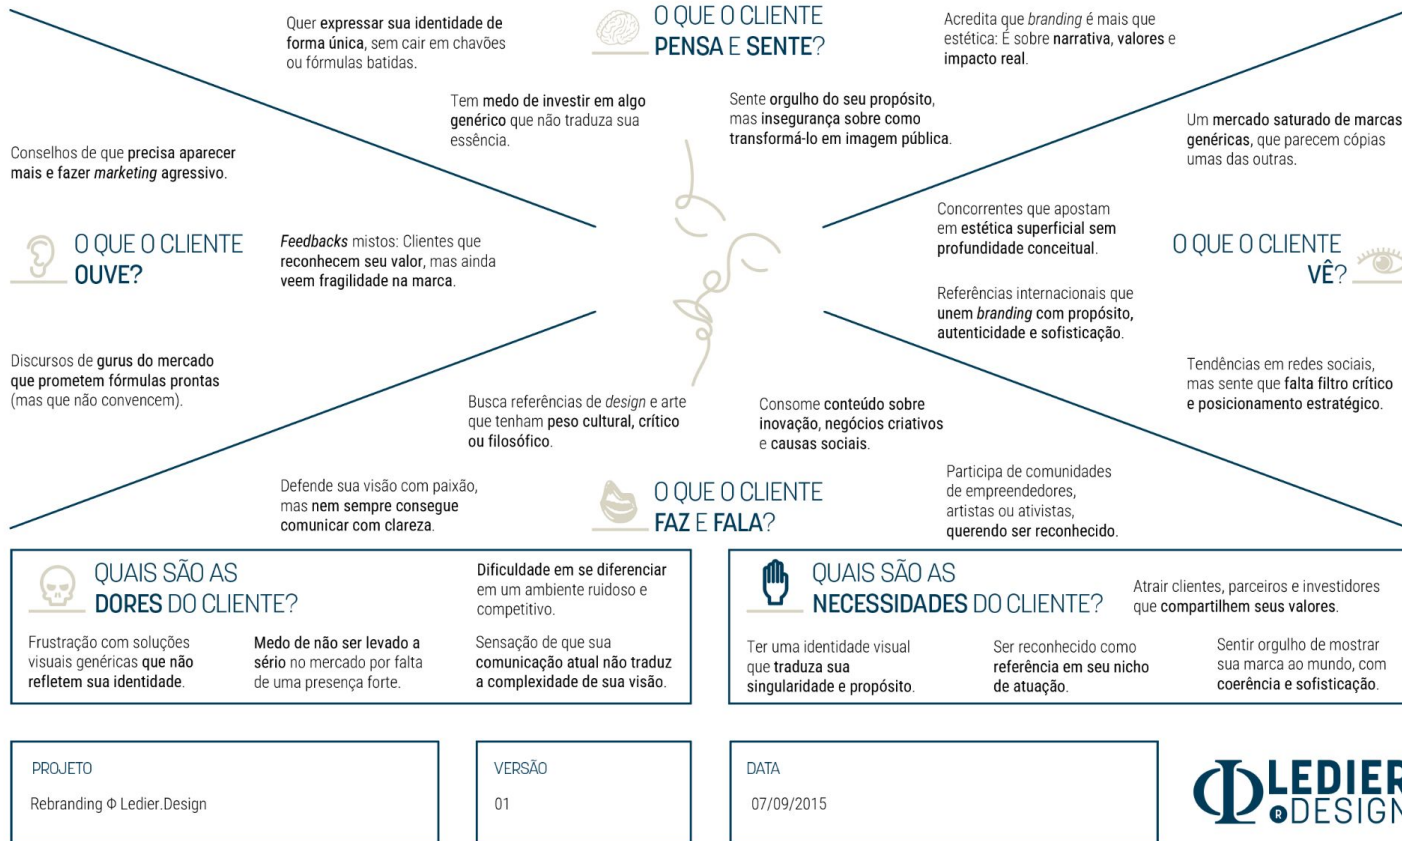 O QUE O CLIENTE
PENSA E SENTE?
Quer expressar sua identidade de
forma única, sem cair em chavões
ou fórmulas batidas.
Tem medo de investir em algo
genérico que não traduza sua
essência.
Sente orgulho do seu propósito,
mas insegurança sobre como
transformá-lo em imagem pública.
Acredita que branding é mais que
estética: É sobre narrativa, valores e
impacto real.
Conselhos de que precisa aparecer
mais e fazer marketing agressivo.
O QUE O CLIENTE
OUVE?
Feedbacks mistos: Clientes que
reconhecem seu valor, mas ainda
veem fragilidade na marca.
Discursos de gurus do mercado
que prometem fórmulas prontas
(mas que não convencem).
Um mercado saturado de marcas
genéricas, que parecem cópias
umas das outras.
Concorrentes que apostam
em estética superficial sem
profundidade conceitual.
O QUE O CLIENTE
VÊ?
Referências internacionais que
unem branding com propósito,
autenticidade e sofisticação.
Tendências em redes sociais,
mas sente que falta filtro crítico
e posicionamento estratégico.
Busca referências de design e arte
que tenham peso cultural, crítico
ou filosófico.
Consome conteúdo sobre
inovação, negócios criativos
e causas sociais.
Defende sua visão com paixão,
mas nem sempre consegue
comunicar com clareza.
O QUE O CLIENTE
FAZ E FALA?
Participa de comunidades
de empreendedores,
artistas ou ativistas,
querendo ser reconhecido.
QUAIS SÃO AS
DORES DO CLIENTE?
Dificuldade em se diferenciar
em um ambiente ruidoso e
competitivo.
Frustração com soluções
visuais genéricas que não
refletem sua identidade.
Medo de não ser levado a
sério no mercado por falta
de uma presença forte.
Sensação de que sua
comunicação atual não traduz
a complexidade de sua visão.
QUAIS SÃO AS
NECESSIDADES DO CLIENTE?
Atrair clientes, parceiros e investidores
que compartilhem seus valores.
Ter uma identidade visual
que traduza sua
singularidade e propósito.
Ser reconhecido como
referência em seu nicho
de atuação.
Sentir orgulho de mostrar
sua marca ao mundo, com
coerência e sofisticação.
PROJETO
Rebranding Φ Ledier.Design
VERSÃO
01
DATA
07/09/2015
Φ LEDIER
® DESIGN